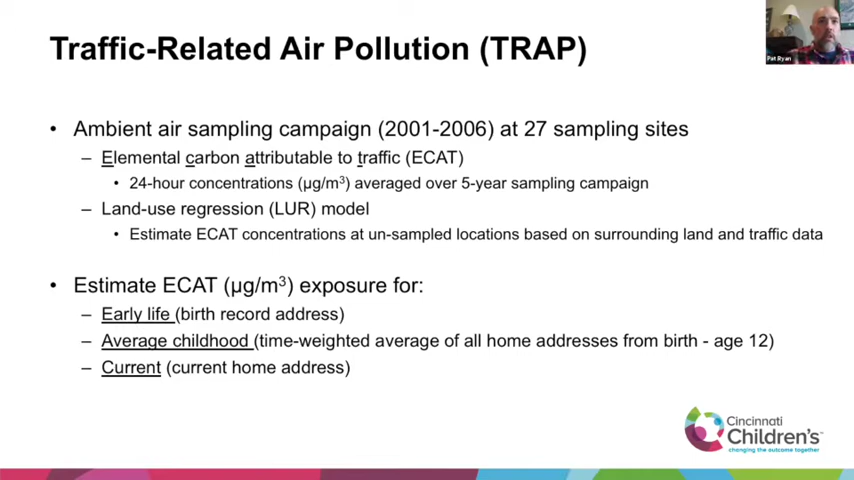 Traffic-Related Air Pollution (TRAP)
Pat Ryan
• Ambient air sampling campaign (2001-2006) at 27 sampling sites
– Elemental carbon attributable to traffic (ECAT)
• 24-hour concentrations (µg/m³) averaged over 5-year sampling campaign
– Land-use regression (LUR) model
• Estimate ECAT concentrations at un-sampled locations based on surrounding land and traffic data
• Estimate ECAT (µg/m³) exposure for:
– Early life (birth record address)
– Average childhood (time-weighted average of all home addresses from birth - age 12)
– Current (current home address)
Cincinnati
Children's™
changing the outcome together